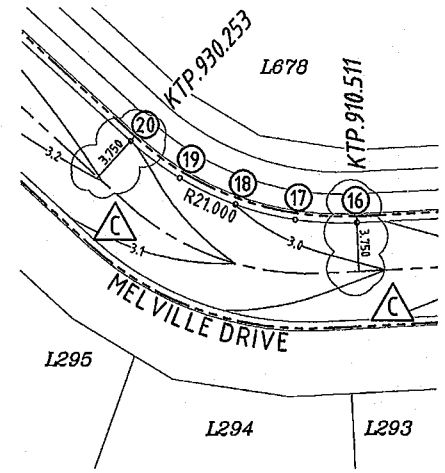 KTP.930.253
L678
KTP.910.511
20
3.750
19
3.2
18
R21.000
17
16
3.750
C
3.1
3.0
C
MELVILLE DRIVE
L295
L294
L293